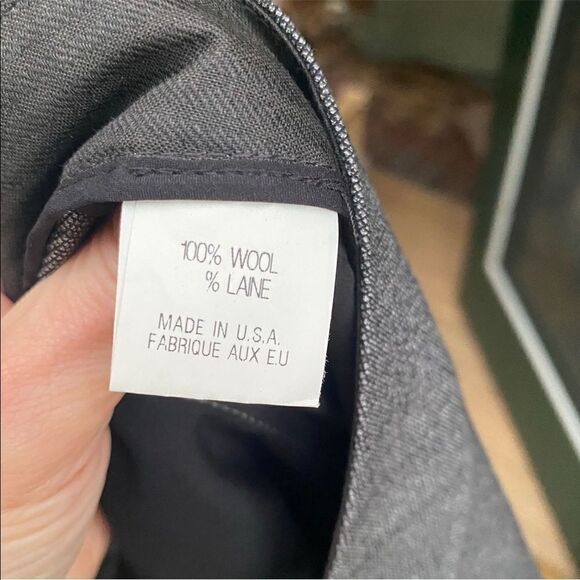 100% WOOL
% LAINE
MADE IN U.S.A.
FABRIQUE AUX E.U